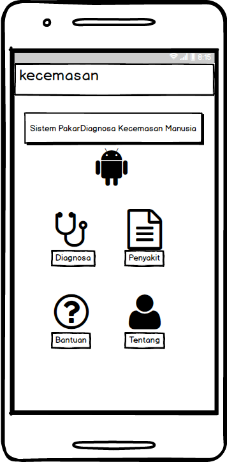 kecemasan
Sistem PakarDiagnosa Kecemasan Manusia
Diagnosa
Penyakit
Bantuan
Tentang